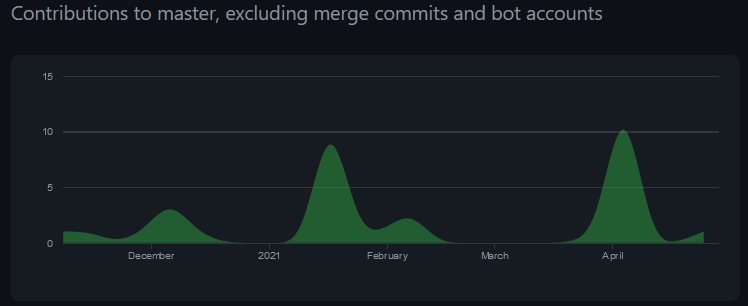 Contributions to master, excluding merge commits and bot accounts
15
10
5
0
December 2021 February March April